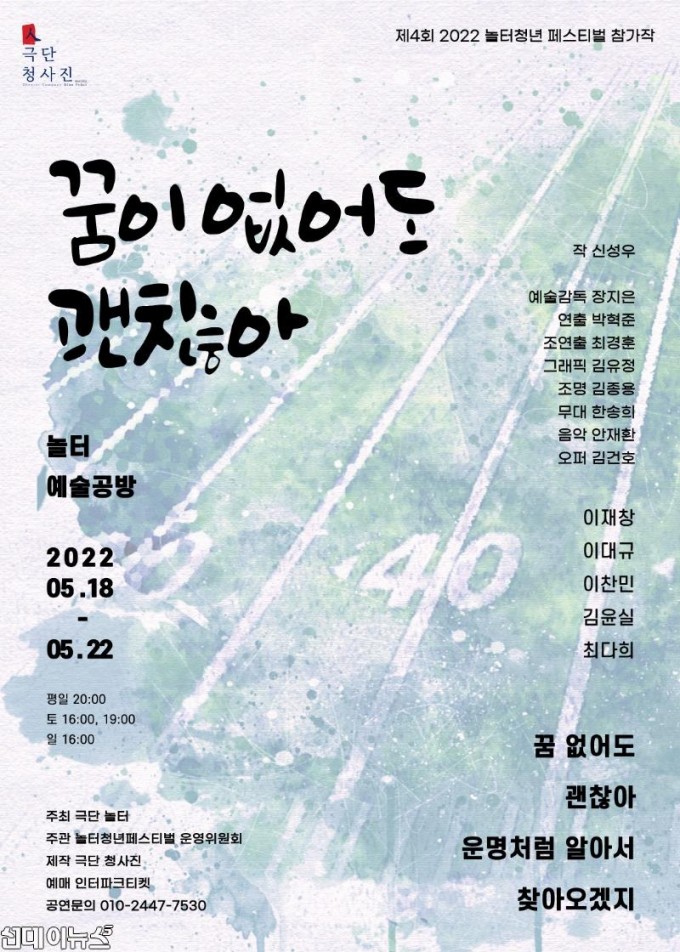 극단
청사진
제4회 2022 놀터청년 페스티벌 참가작
꿈이 없어도
괜찮아
작 신성우
예술감독 장지은
연출 박혁준
조연출 최경훈
그래픽 김유정
조명 김종용
무대 한송희
음악 안재환
오퍼 김건호
놀터
예술공방
이재창
이대규
이찬민
김윤실
최다희
40
2022
05.18
-
05.22
평일 20:00
토 16:00, 19:00
일 16:00
꿈 없어도
괜찮아
운명처럼 알아서
찾아오겠지
주최 극단 놀터
주관 놀터청년페스티벌 운영위원회
제작 극단 청사진
예매 인터파크티켓
공연문의 010-2447-7530
선데이뉴스